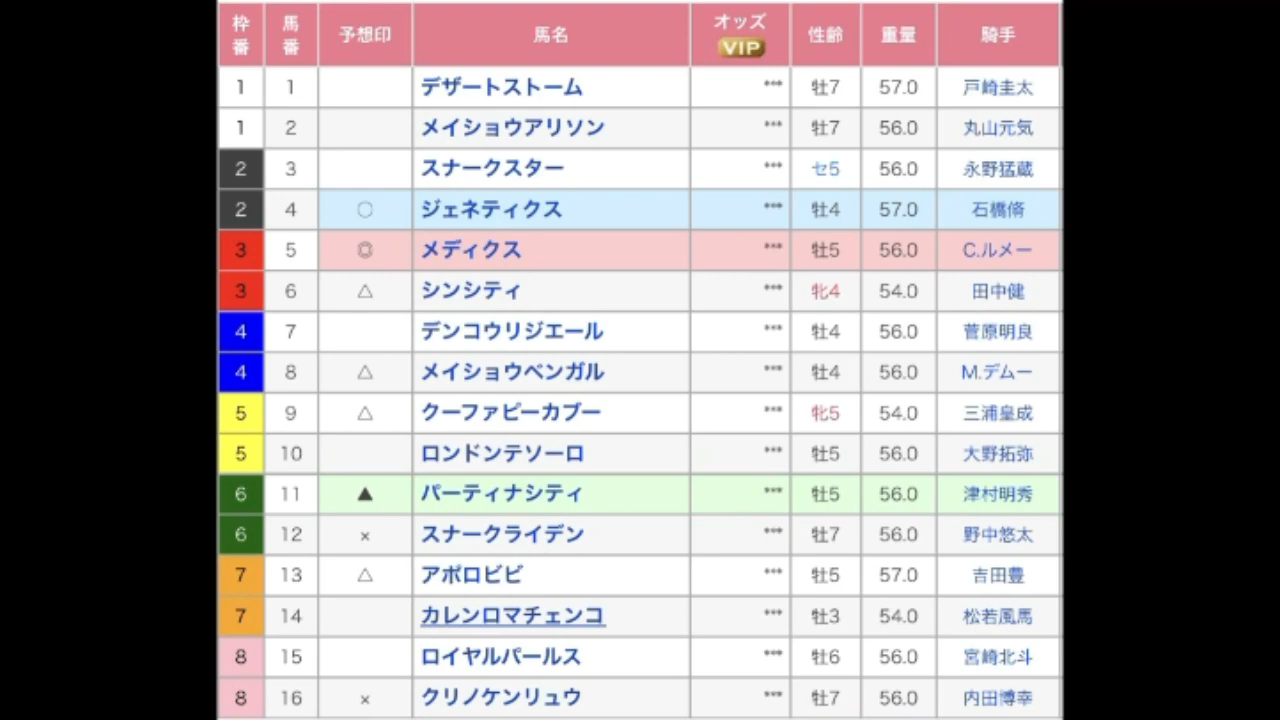 枠番 馬番 予想印 馬名 オッズ VIP 性齢 重量 騎手
1 1 デザートストーム *** 牡7 57.0 戸崎圭太
1 2 メイショウアリソン *** 牡7 56.0 丸山元気
2 3 スナークスター *** セ5 56.0 永野猛蔵
2 4 ○ ジェネティクス *** 牡4 57.0 石橋脩
3 5 ◎ メディクス *** 牡5 56.0 C.ルメー
3 6 △ シンシティ *** 牝4 54.0 田中健
4 7 デンコウリジエール *** 牡4 56.0 菅原明良
4 8 △ メイショウベンガル *** 牡4 56.0 M.デムー
5 9 △ クーファピーカブー *** 牝5 54.0 三浦皇成
5 10 ロンドンテソーロ *** 牡5 56.0 大野拓弥
6 11 ▲ パーティナシティ *** 牡5 56.0 津村明秀
6 12 × スナークライデン *** 牡7 56.0 野中悠太
7 13 △ アポロビビ *** 牡5 57.0 吉田豊
7 14 カレンロマチェンコ *** 牡3 54.0 松若風馬
8 15 ロイヤルパールス *** 牡6 56.0 宮崎北斗
8 16 × クリノケンリュウ *** 牡7 56.0 内田博幸